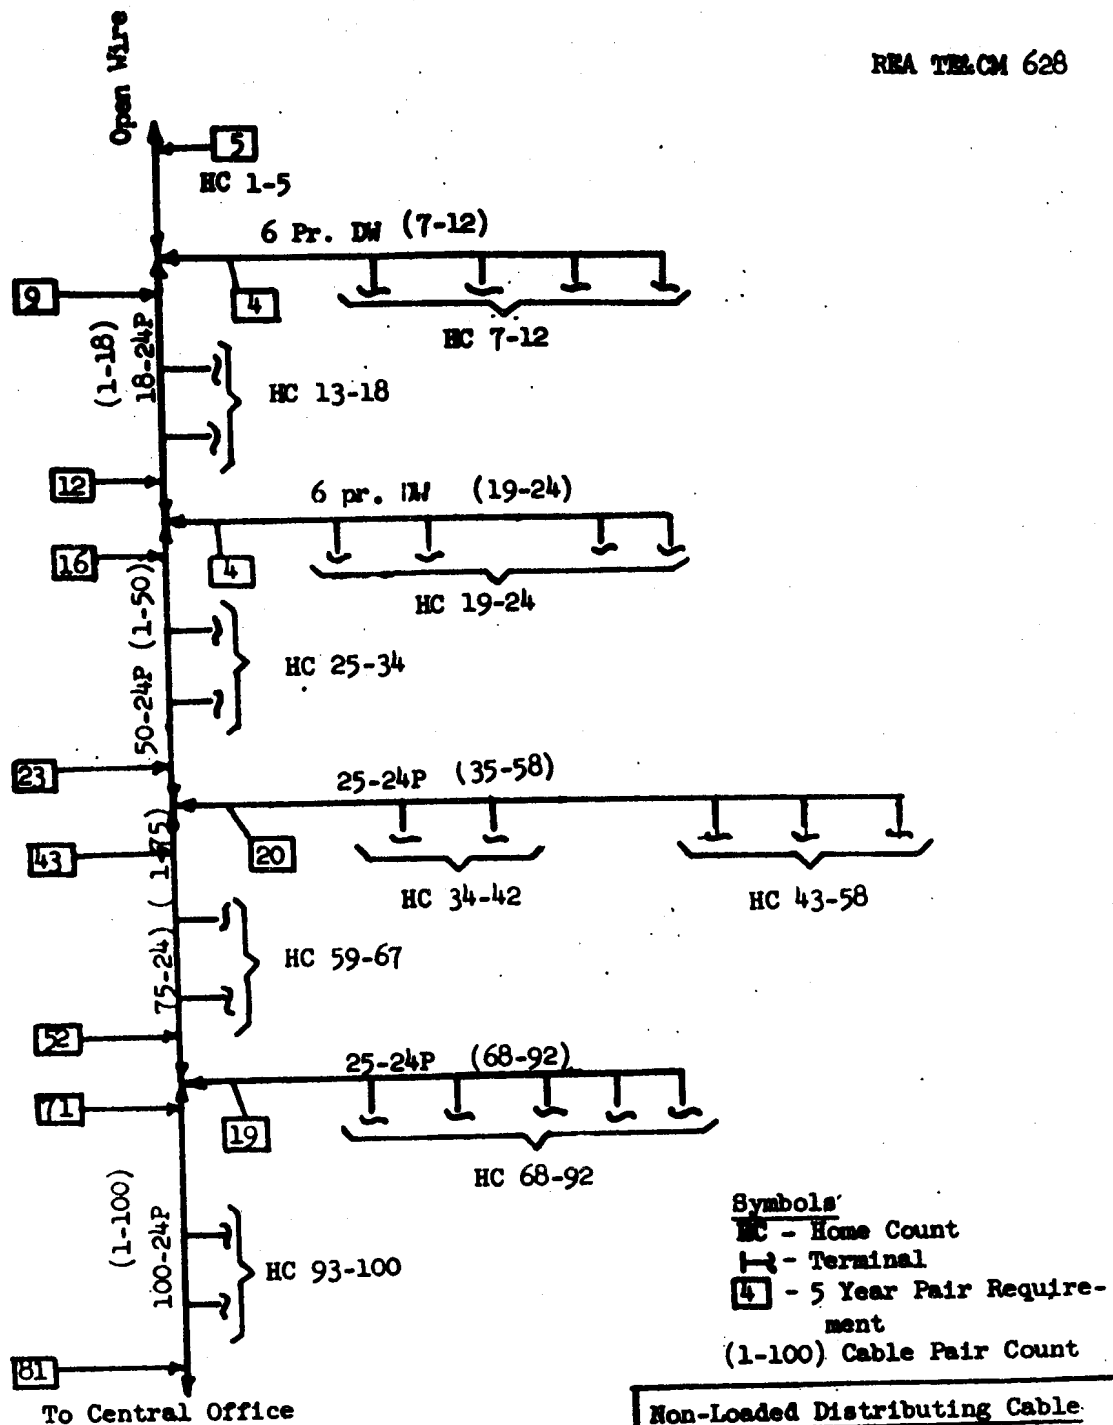 REA TE&CM 628
Open Wire
5
HC 1-5
6 Pr. DW (7-12)
9
4
HC 7-12
(1-18)
18-24P
HC 13-18
12
6 pr. DW (19-24)
16
4
HC 19-24
50-24P (1-50)
HC 25-34
23
25-24P (35-58)
43
20
HC 34-42
HC 43-58
75-24) (1-75)
HC 59-67
52
25-24P (68-92)
71
19
HC 68-92
(1-100)
100-24P
HC 93-100
81
To Central Office
Symbols
HC - Home Count
- Terminal
4 - 5 Year Pair Require-
ment
(1-100) Cable Pair Count
Non-Loaded Distributing Cable